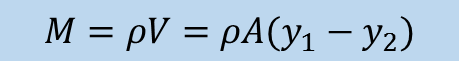 M = ρV = ρA(y₁ − y₂)